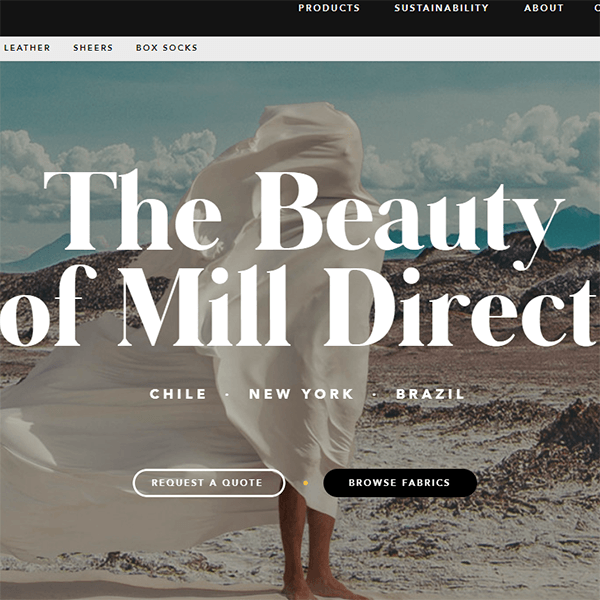 PRODUCTS SUSTAINABILITY ABOUT
LEATHER SHEERS BOX SOCKS
The Beauty
of Mill Direct
CHILE · NEW YORK · BRAZIL
REQUEST A QUOTE BROWSE FABRICS